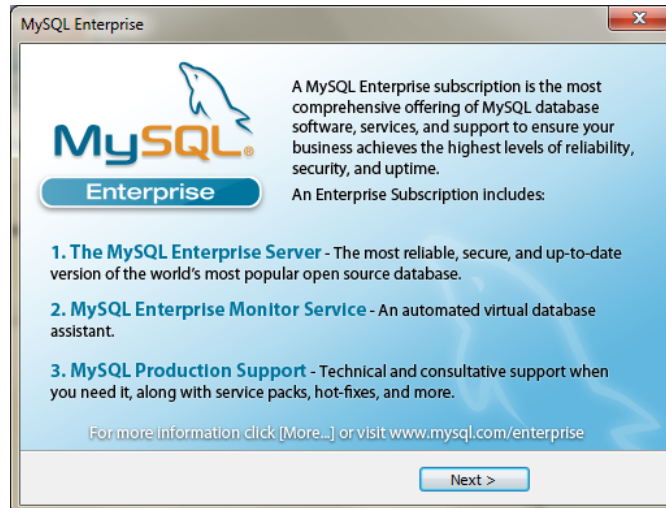 MySQL Enterprise
x
MySQL®
Enterprise
A MySQL Enterprise subscription is the most
comprehensive offering of MySQL database
software, services, and support to ensure your
business achieves the highest levels of reliability,
security, and uptime.
An Enterprise Subscription includes:
1. The MySQL Enterprise Server - The most reliable, secure, and up-to-date
version of the world's most popular open source database.
2. MySQL Enterprise Monitor Service - An automated virtual database
assistant.
3. MySQL Production Support - Technical and consultative support when
you need it, along with service packs, hot-fixes, and more.
For more information click [More...] or visit www.mysql.com/enterprise
Next >